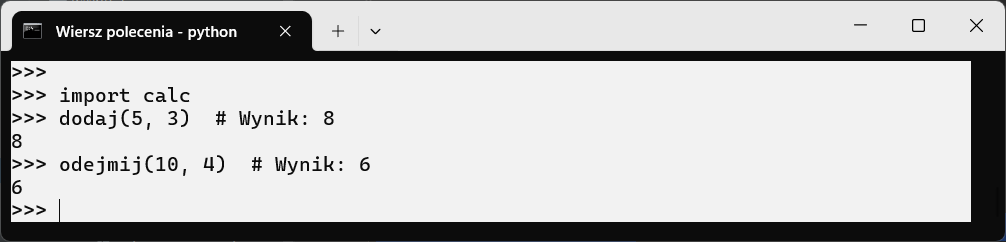 Wiersz polecenia - python
>>>
>>> import calc
>>> dodaj(5, 3)  # Wynik: 8
8
>>> odejmij(10, 4)  # Wynik: 6
6
>>>